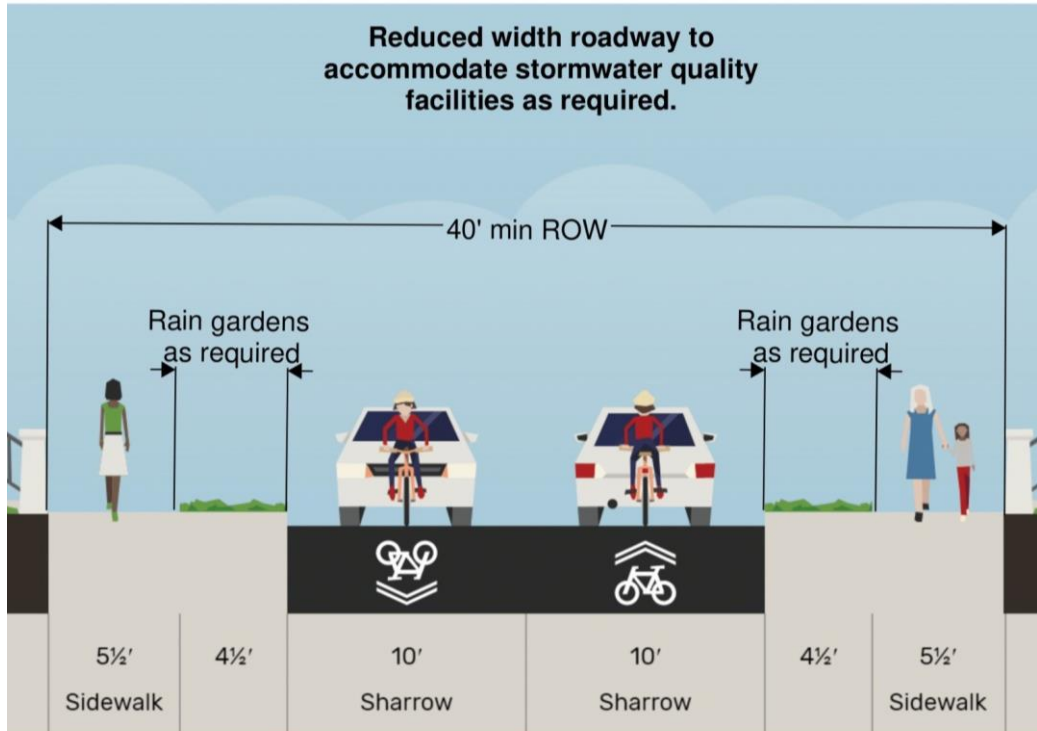 Reduced width roadway to
accommodate stormwater quality
facilities as required.
40' min ROW
Rain gardens
as required
Rain gardens
as required
5½′ 4½′ 10′ 10′ 4½′ 5½′
Sidewalk Sharrow Sharrow Sidewalk